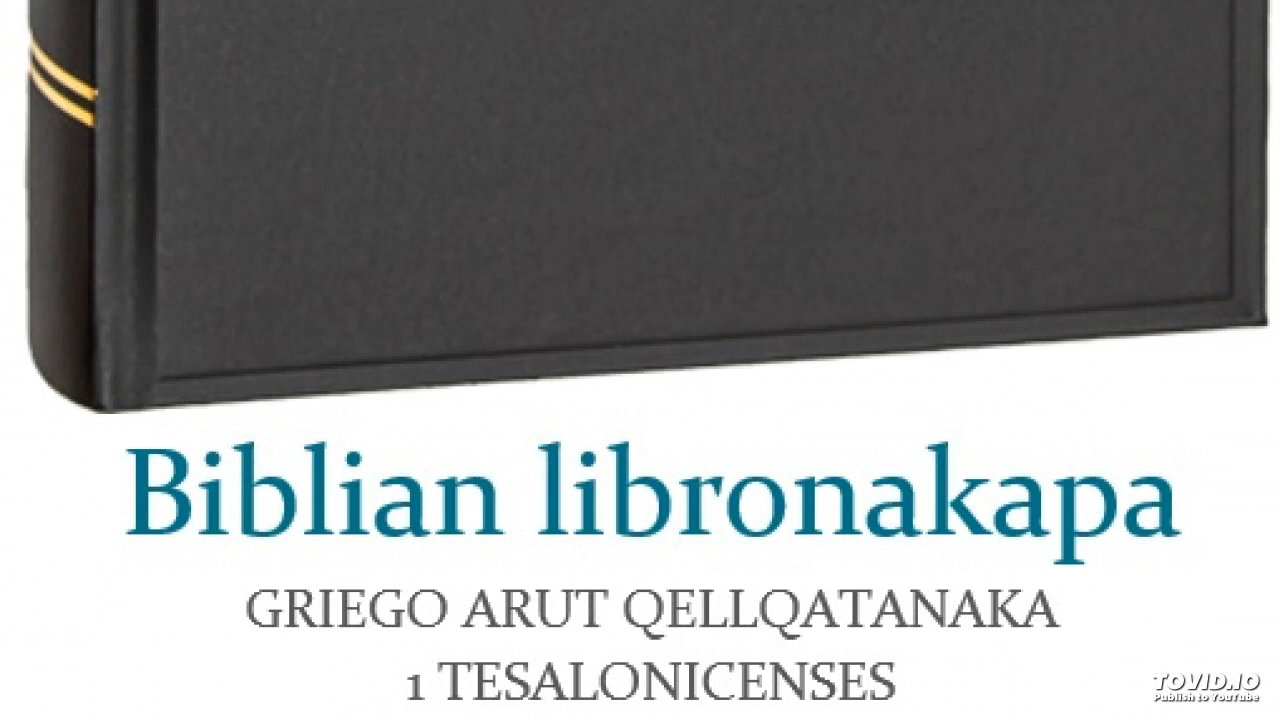 Biblian libronakapa
GRIEGO ARUT QELLQATANAKA
1 TESALONICENSES
TOVID.IO
Publish to YouTube